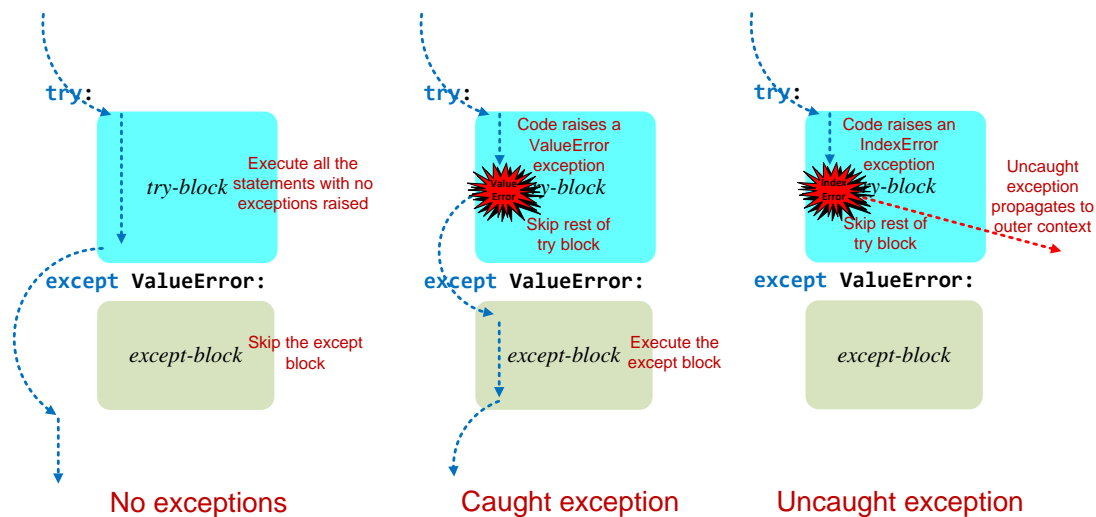 try:
Execute all the
statements with no
exceptions raised
try-block
except ValueError:
Skip the except
block
except-block
No exceptions
try:
Code raises a
ValueError
exception
Value
Error
y-block
Skip rest of
try block
except ValueError:
Execute the
except block
except-block
Caught exception
try:
Code raises an
IndexError
exception
Index
Error
y-block
Skip rest of
try block
Uncaught
exception
propagates to
outer context
except ValueError:
except-block
Uncaught exception